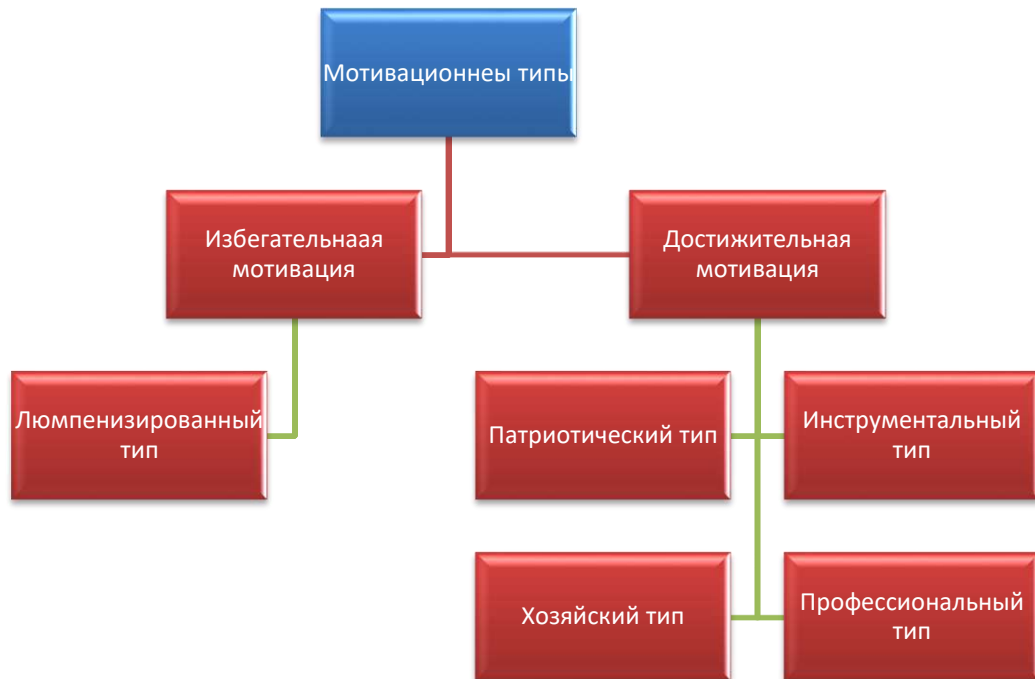 Мотивационнеы типы
Избегательнаая
мотивация
Достижительная
мотивация
Люмпенизированный
тип
Патриотический тип
Инструментальный
тип
Хозяйский тип
Профессиональный
тип